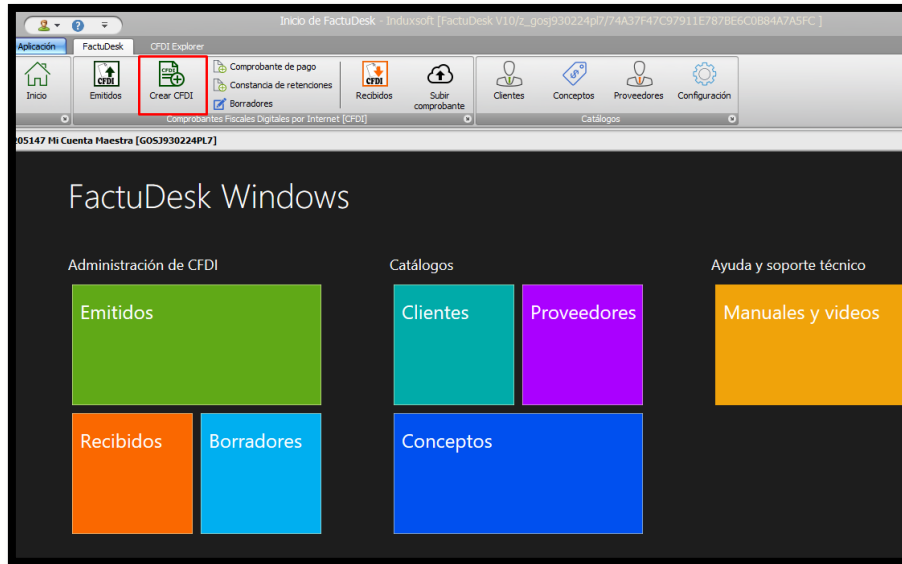 Inicio de FactuDesk - Induxsoft [FactuDesk V10/z_gosj930224pl7/74A37F47C97911E787BE6C0B84A7A5FC ]
Aplicación FactuDesk CFDI Explorer
Inicio
CFDI
Emitidos
CFDI
Crear CFDI
Comprobante de pago
Constancia de retenciones
Borradores
CFDI
Recibidos
Subir
comprobante
Clientes
$
Conceptos
Proveedores
Configuración
Comprobantes Fiscales Digitales por Internet [CFDI]
Catálogos
205147 Mi Cuenta Maestra [GOSJ930224PL7]
FactuDesk Windows
Administración de CFDI
Catálogos
Ayuda y soporte técnico
Emitidos
Clientes
Proveedores
Manuales y videos
Recibidos
Borradores
Conceptos